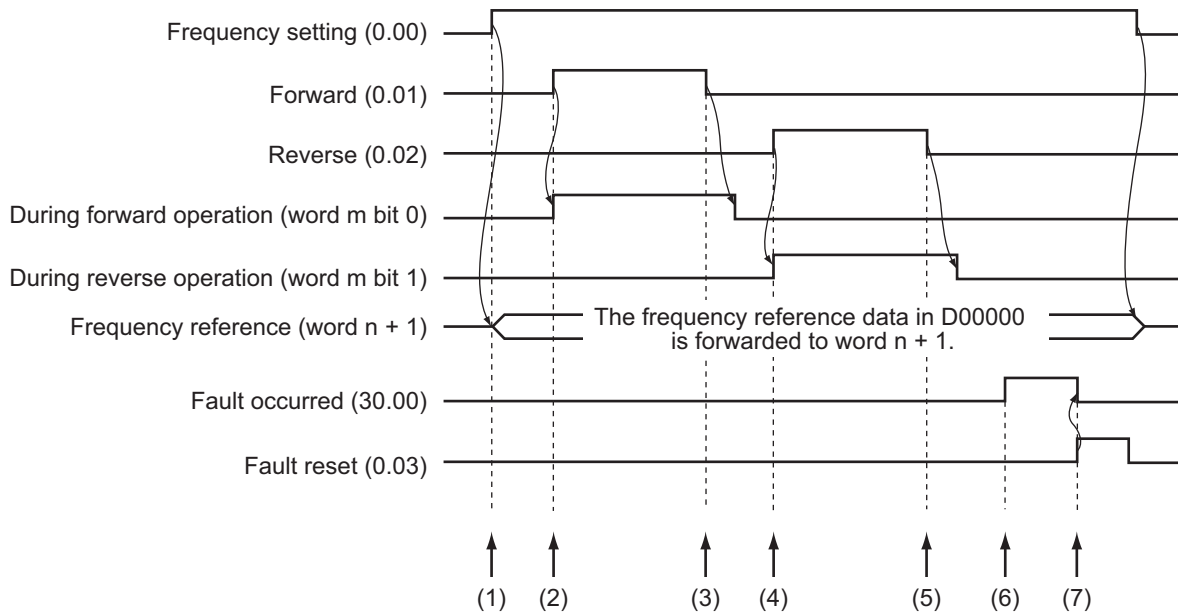 Frequency setting (0.00)
Forward (0.01)
Reverse (0.02)
During forward operation (word m bit 0)
During reverse operation (word m bit 1)
Frequency reference (word n + 1)
The frequency reference data in D00000
is forwarded to word n + 1.
Fault occurred (30.00)
Fault reset (0.03)
(1) (2) (3) (4) (5) (6) (7)